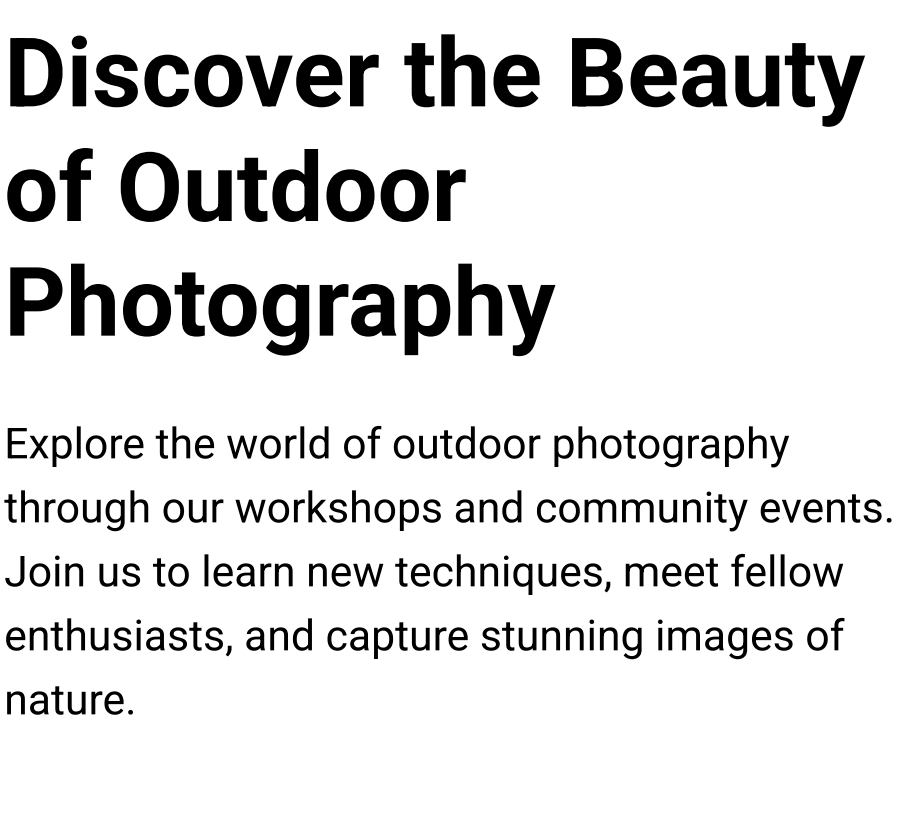 Discover the Beauty
of Outdoor
Photography
Explore the world of outdoor photography
through our workshops and community events.
Join us to learn new techniques, meet fellow
enthusiasts, and capture stunning images of
nature.